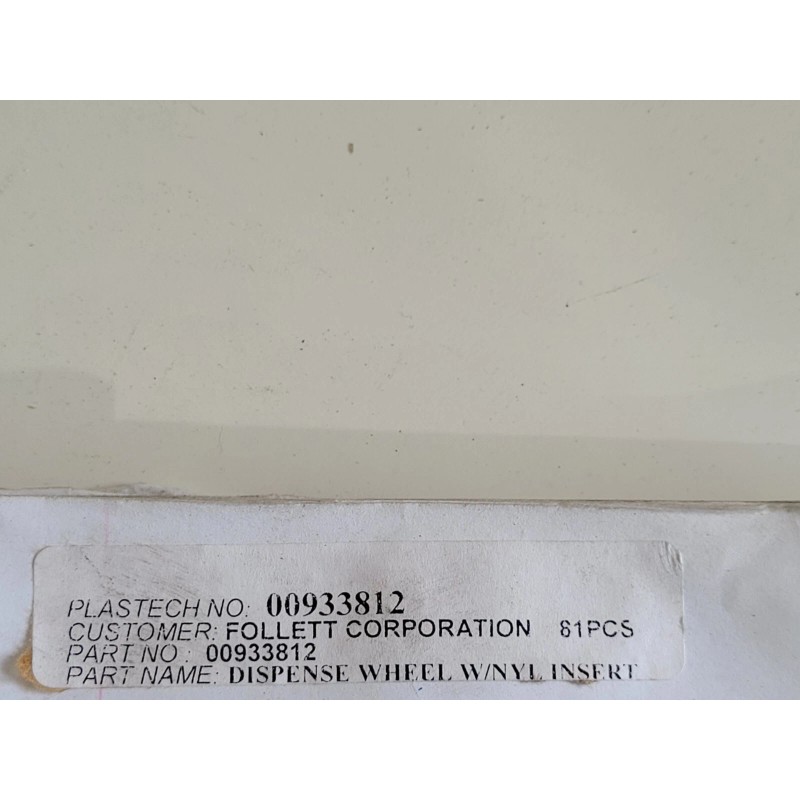 PLASTECH NO: 00933812
CUSTOMER: FOLLETT CORPORATION 81PCS
PART NO : 00933812
PART NAME: DISPENSE WHEEL W/NYL INSERT